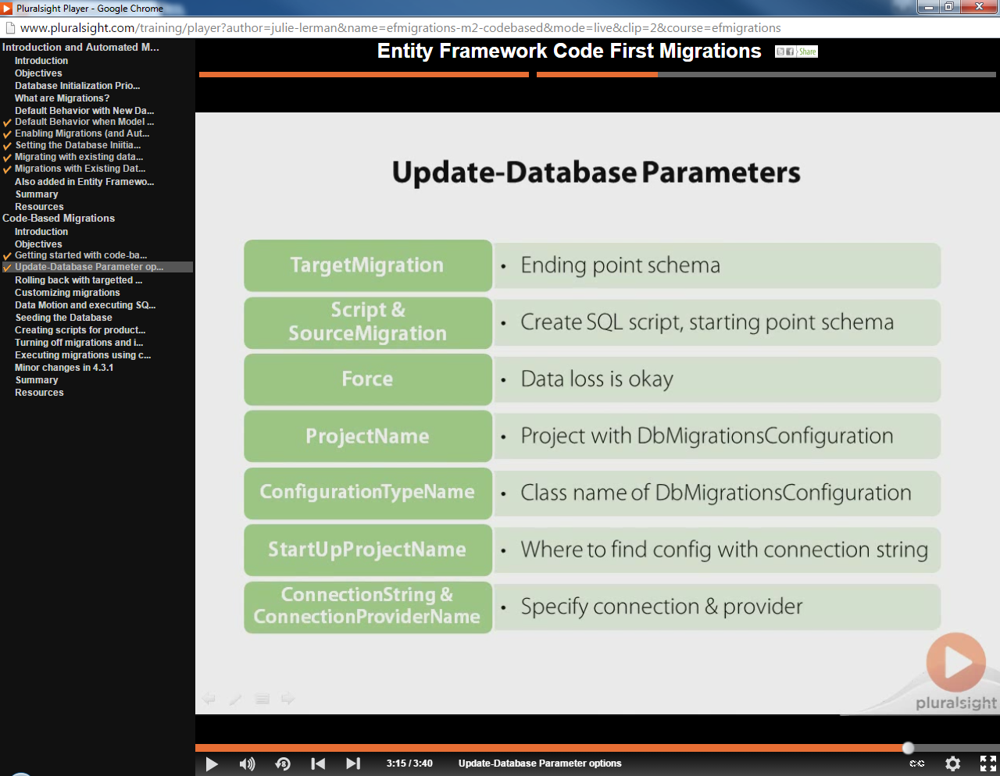 Pluralsight Player - Google Chrome
www.pluralsight.com/training/player?author=julie-lerman&name=efmigrations-m2-codebased&mode=live&clip=2&course=efmigrations
Introduction and Automated M...
Introduction
Objectives
Database Initialization Prio...
What are Migrations?
Default Behavior with New Da...
Default Behavior when Model ...
Enabling Migrations (and Aut...
Setting the Database Iniitia...
Migrating with existing data...
Migrations with Existing Dat...
Also added in Entity Framewo...
Summary
Resources
Code-Based Migrations
Introduction
Objectives
Getting started with code-ba...
Update-Database Parameter op...
Rolling back with targetted ...
Customizing migrations
Data Motion and executing SQ...
Seeding the Database
Creating scripts for product...
Turning off migrations and i...
Executing migrations using c...
Minor changes in 4.3.1
Summary
Resources
Entity Framework Code First Migrations
Share
Update-Database Parameters
TargetMigration
• Ending point schema
Script &
SourceMigration
• Create SQL script, starting point schema
Force
• Data loss is okay
ProjectName
• Project with DbMigrationsConfiguration
ConfigurationTypeName
• Class name of DbMigrationsConfiguration
StartUpProjectName
• Where to find config with connection string
ConnectionString &
ConnectionProviderName
• Specify connection & provider
pluralsight
8
3:15 / 3:40
Update-Database Parameter options
CC